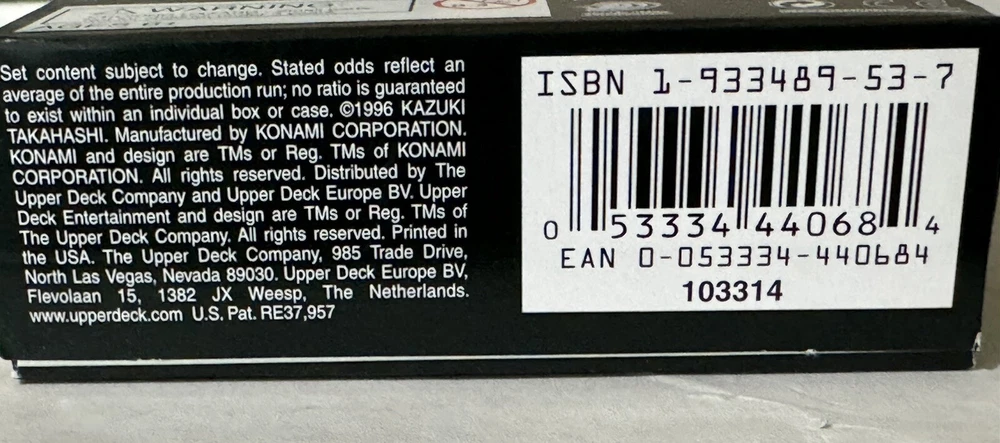 WARNING
Set content subject to change. Stated odds reflect an
average of the entire production run; no ratio is guaranteed
to exist within an individual box or case. ©1996 KAZUKI
TAKAHASHI. Manufactured by KONAMI CORPORATION.
KONAMI and design are TMs or Reg. TMs of KONAMI
CORPORATION. All rights reserved. Distributed by The
Upper Deck Company and Upper Deck Europe BV. Upper
Deck Entertainment and design are TMs or Reg. TMs of
The Upper Deck Company. All rights reserved. Printed in
the USA. The Upper Deck Company, 985 Trade Drive,
North Las Vegas, Nevada 89030. Upper Deck Europe BV,
Flevolaan 15, 1382 JX Weesp, The Netherlands.
www.upperdeck.com U.S. Pat. RE37,957
ISBN 1-933489-53-7
0 53334 44068 4
EAN 0-053334-440684
103314